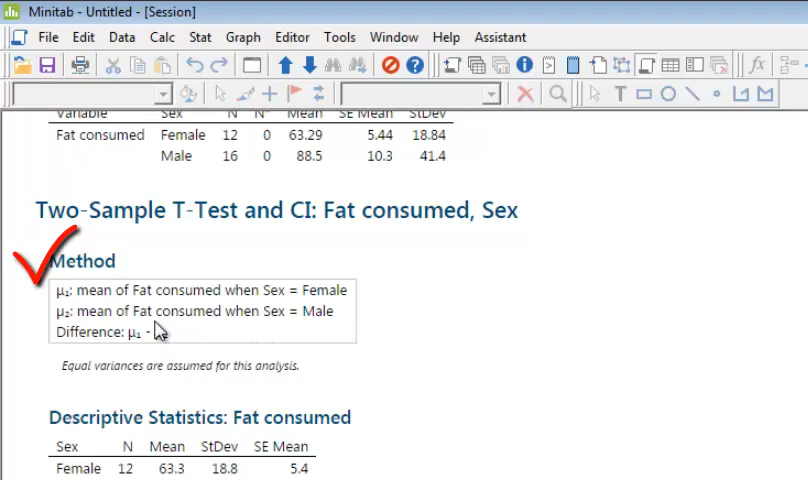 Minitab - Untitled - [Session]
File Edit Data Calc Stat Graph Editor Tools Window Help Assistant
Variable Sex N N* Mean SE Mean StDev
Fat consumed Female 12 0 63.29 5.44 18.84
Male 16 0 88.5 10.3 41.4
Two-Sample T-Test and CI: Fat consumed, Sex
Method
μ₁: mean of Fat consumed when Sex = Female
μ₂: mean of Fat consumed when Sex = Male
Difference: μ₁ -
Equal variances are assumed for this analysis.
Descriptive Statistics: Fat consumed
Sex N Mean StDev SE Mean
Female 12 63.3 18.8 5.4